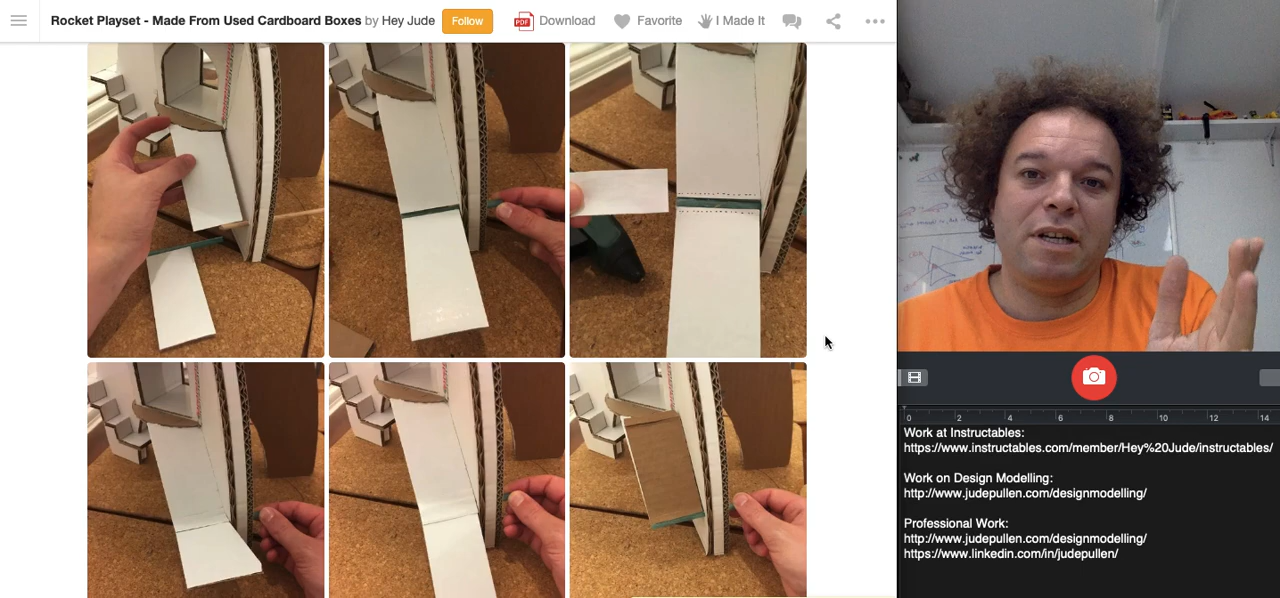 Rocket Playset - Made From Used Cardboard Boxes by Hey Jude Follow PDF Download Favorite I Made It
0 2 4 6 8 10 12 14
Work at Instructables:
https://www.instructables.com/member/Hey%20Jude/instructables/
Work on Design Modelling:
http://www.judepullen.com/designmodelling/
Professional Work:
http://www.judepullen.com/designmodelling/
https://www.linkedin.com/in/judepullen/